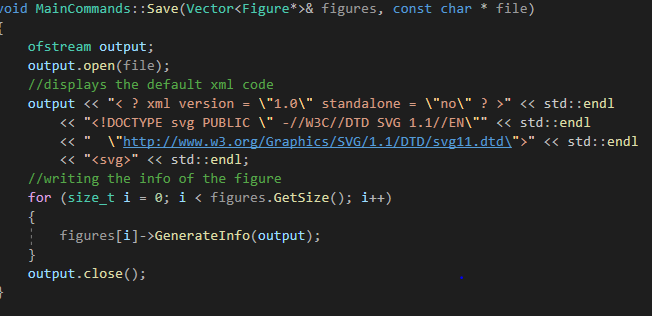 void MainCommands::Save(Vector<Figure*>& figures, const char * file)
{
ofstream output;
output.open(file);
//displays the default xml code
output << "< ? xml version = \"1.0\" standalone = \"no\" ? >" << std::endl
<< "<!DOCTYPE svg PUBLIC \" -//W3C//DTD SVG 1.1//EN\"" << std::endl
<< "  \"http://www.w3.org/Graphics/SVG/1.1/DTD/svg11.dtd\">" << std::endl
<< "<svg>" << std::endl;
//writing the info of the figure
for (size_t i = 0; i < figures.GetSize(); i++)
{
figures[i]->GenerateInfo(output);
}
output.close();
}